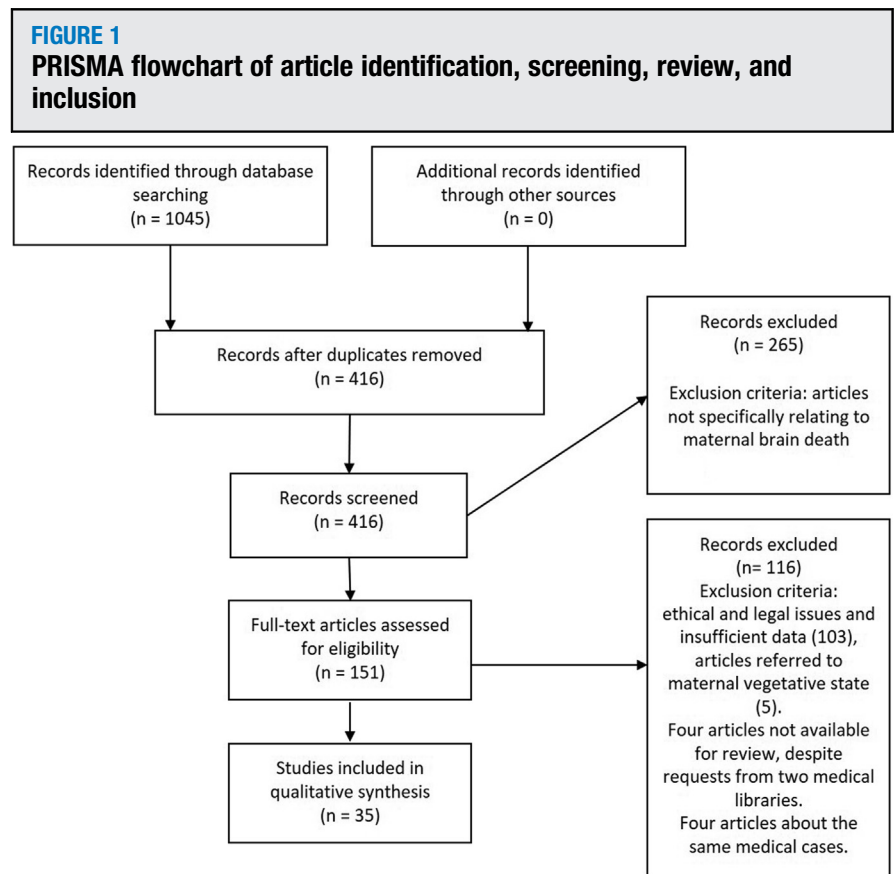 FIGURE 1
PRISMA flowchart of article identification, screening, review, and
inclusion
Records identified through database
searching
(n = 1045)
Additional records identified
through other sources
(n = 0)
Records after duplicates removed
(n = 416)
Records excluded
(n = 265)
Exclusion criteria: articles
not specifically relating to
maternal brain death
Records screened
(n = 416)
Full-text articles assessed
for eligibility
(n = 151)
Records excluded
(n= 116)
Exclusion criteria:
ethical and legal issues and
insufficient data (103),
articles referred to
maternal vegetative state
(5).
Four articles not available
for review, despite
requests from two medical
libraries.
Four articles about the
same medical cases.
Studies included in
qualitative synthesis
(n = 35)